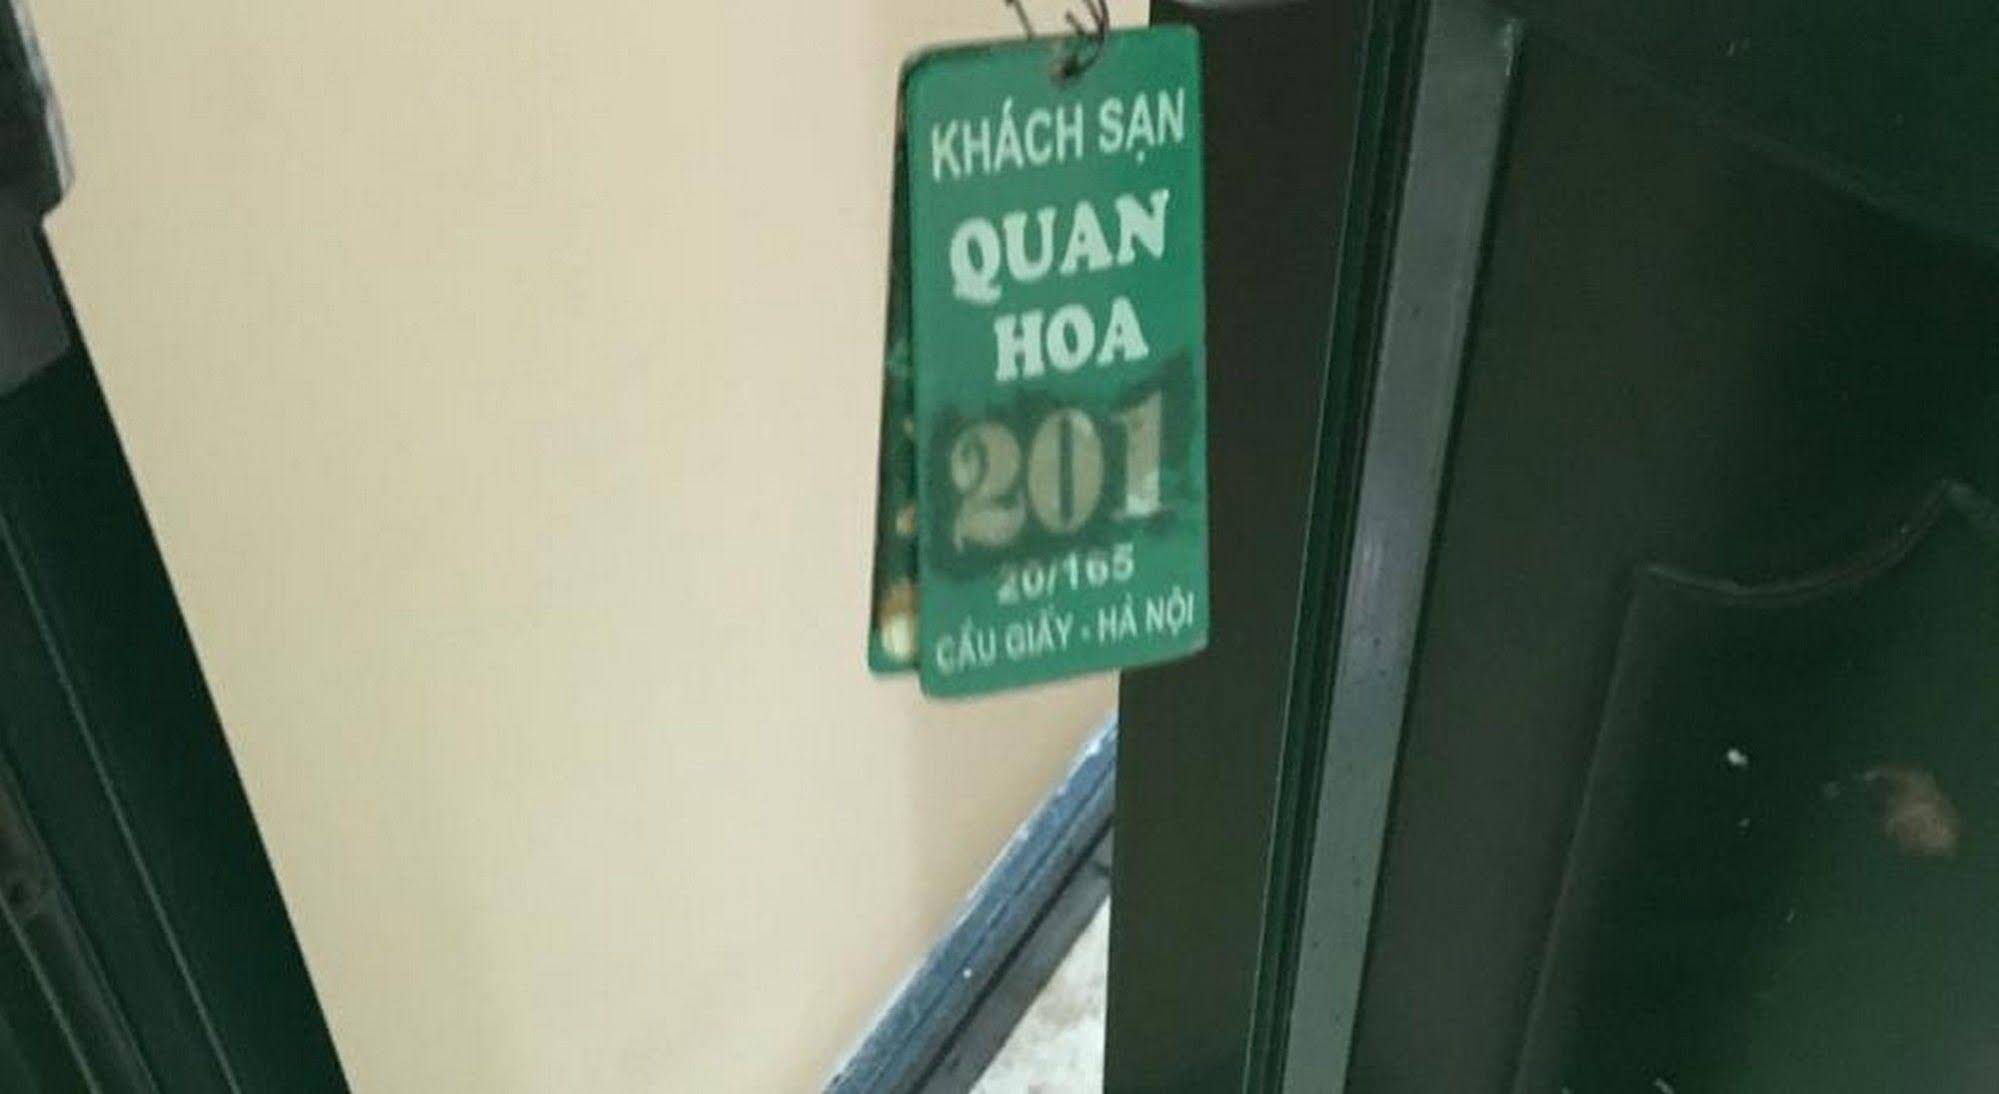 KHÁCH SẠN
QUAN
HOA
201
20/165
CẦU GIẤY - HÀ NỘI